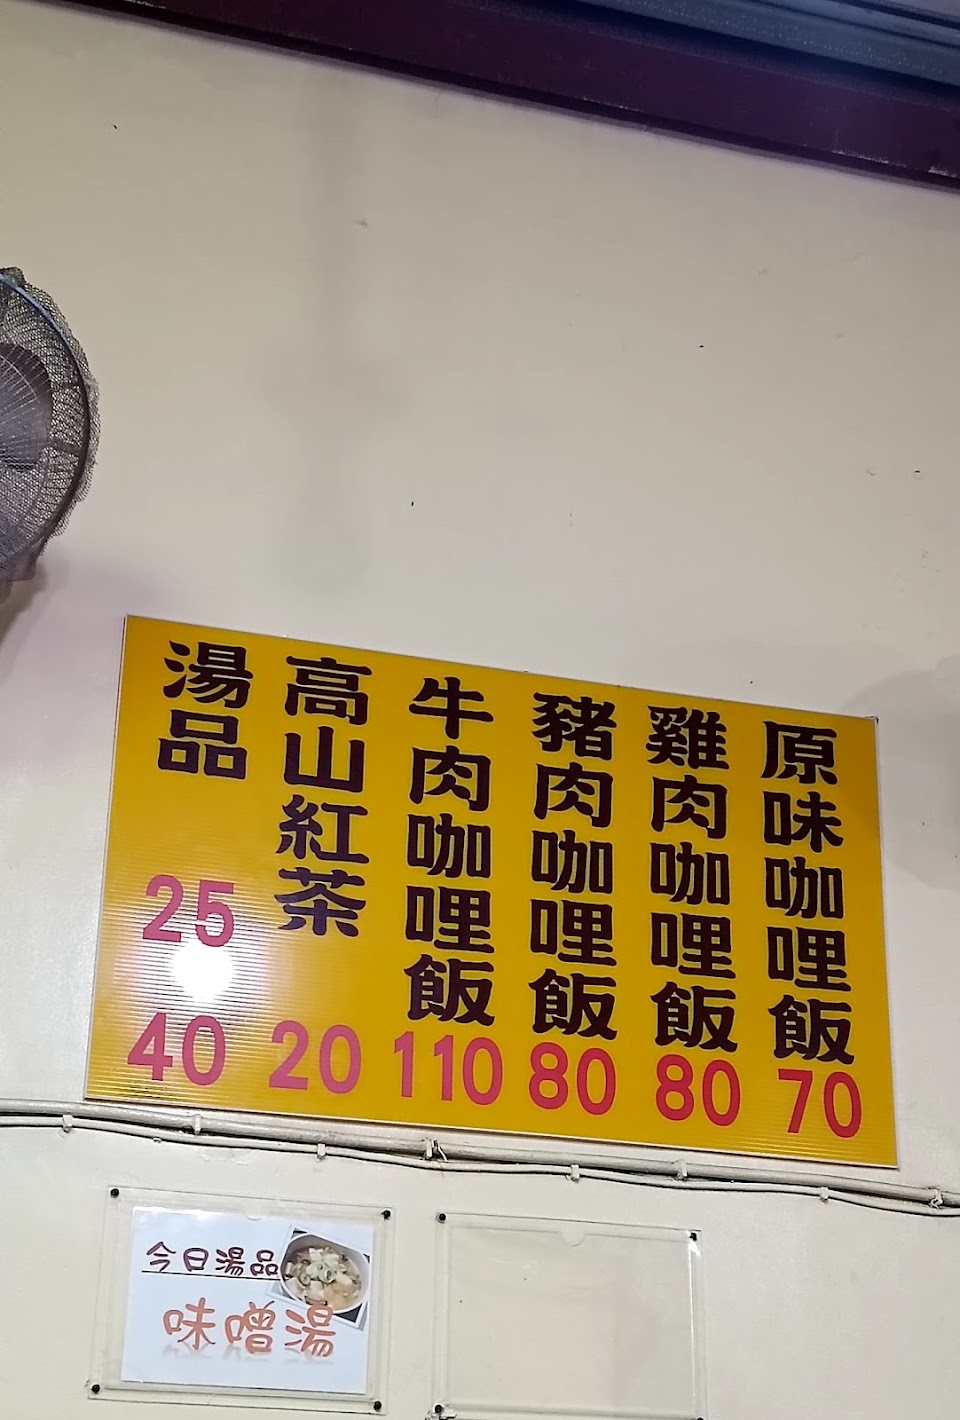 原味咖哩飯 70
雞肉咖哩飯 80
豬肉咖哩飯 80
牛肉咖哩飯 110
高山紅茶 20
湯品 25
40
今日湯品
味噌湯